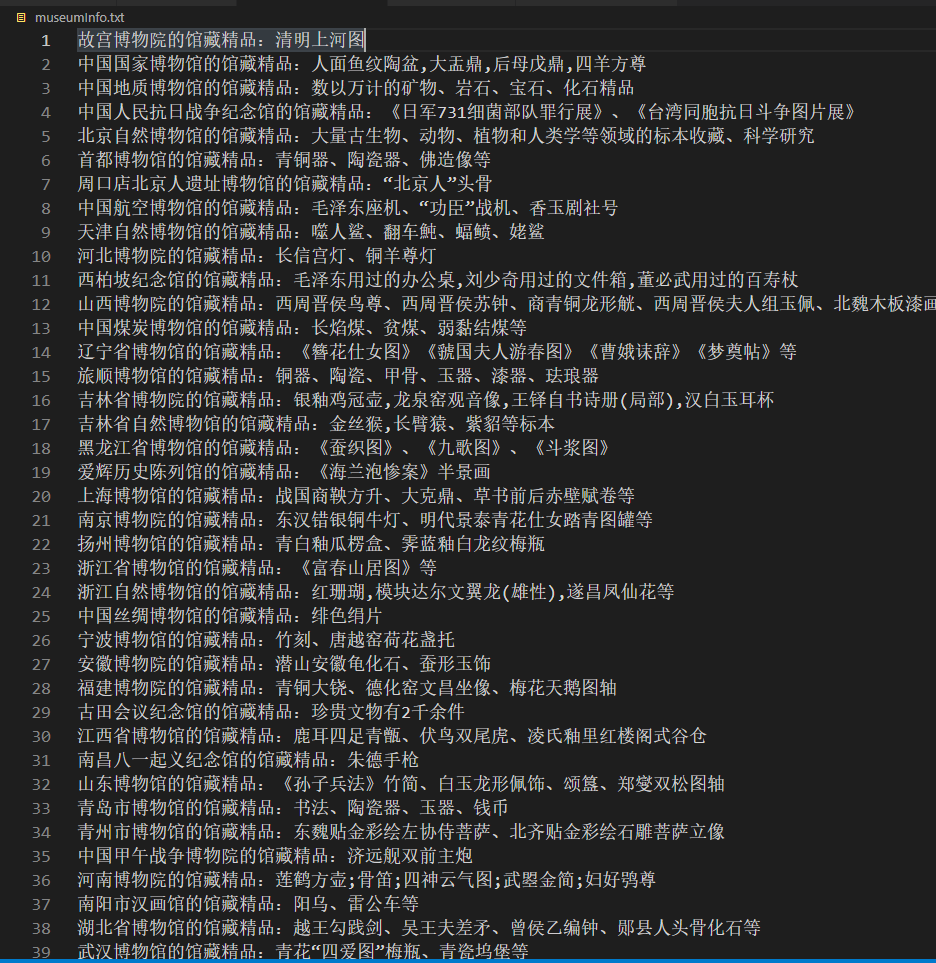 museumInfo.txt
1 故宫博物院的馆藏精品：清明上河图
2 中国国家博物馆的馆藏精品：人面鱼纹陶盆,大盂鼎,后母戊鼎,四羊方尊
3 中国地质博物馆的馆藏精品：数以万计的矿物、岩石、宝石、化石精品
4 中国人民抗日战争纪念馆的馆藏精品：《日军731细菌部队罪行展》、《台湾同胞抗日斗争图片展》
5 北京自然博物馆的馆藏精品：大量古生物、动物、植物和人类学等领域的标本收藏、科学研究
6 首都博物馆的馆藏精品：青铜器、陶瓷器、佛造像等
7 周口店北京人遗址博物馆的馆藏精品：“北京人”头骨
8 中国航空博物馆的馆藏精品：毛泽东座机、“功臣”战机、香玉剧社号
9 天津自然博物馆的馆藏精品：噬人鲨、翻车鲀、蝠鲼、姥鲨
10 河北博物院的馆藏精品：长信宫灯、铜羊尊灯
11 西柏坡纪念馆的馆藏精品：毛泽东用过的办公桌,刘少奇用过的文件箱,董必武用过的百寿杖
12 山西博物院的馆藏精品：西周晋侯鸟尊、西周晋侯苏钟、商青铜龙形觥、西周晋侯夫人组玉佩、北魏木板漆画
13 中国煤炭博物馆的馆藏精品：长焰煤、贫煤、弱黏结煤等
14 辽宁省博物馆的馆藏精品：《簪花仕女图》《虢国夫人游春图》《曹娥诔辞》《梦奠帖》等
15 旅顺博物馆的馆藏精品：铜器、陶瓷、甲骨、玉器、漆器、珐琅器
16 吉林省博物院的馆藏精品：银釉鸡冠壶,龙泉窑观音像,王铎自书诗册(局部),汉白玉耳杯
17 吉林省自然博物馆的馆藏精品：金丝猴,长臂猿、紫貂等标本
18 黑龙江省博物馆的馆藏精品：《蚕织图》、《九歌图》、《斗浆图》
19 爱辉历史陈列馆的馆藏精品：《海兰泡惨案》半景画
20 上海博物馆的馆藏精品：战国商鞅方升、大克鼎、草书前后赤壁赋卷等
21 南京博物馆的馆藏精品：东汉错银铜牛灯、明代景泰青花仕女踏青图罐等
22 扬州博物馆的馆藏精品：青白釉瓜楞盒、霁蓝釉白龙纹梅瓶
23 浙江省博物馆的馆藏精品：《富春山居图》等
24 浙江自然博物馆的馆藏精品：红珊瑚,模块达尔文翼龙(雄性),遂昌凤仙花等
25 中国丝绸博物馆的馆藏精品：绯色绢片
26 宁波博物馆的馆藏精品：竹刻、唐越窑荷花盏托
27 安徽博物院的馆藏精品：潜山安徽龟化石、蚕形玉饰
28 福建博物院的馆藏精品：青铜大铙、德化窑文昌坐像、梅花天鹅图轴
29 古田会议纪念馆的馆藏精品：珍贵文物有2千余件
30 江西省博物馆的馆藏精品：鹿耳四足青甗、伏鸟双尾虎、凌氏釉里红楼阁式谷仓
31 南昌八一起义纪念馆的馆藏精品：朱德手枪
32 山东博物馆的馆藏精品：《孙子兵法》竹简、白玉龙形佩饰、颂簋、郑燮双松图轴
33 青岛市博物馆的馆藏精品：书法、陶瓷器、玉器、钱币
34 青州市博物馆的馆藏精品：东魏贴金彩绘左协侍菩萨、北齐贴金彩绘石雕菩萨立像
35 中国甲午战争博物院的馆藏精品：济远舰双前主炮
36 河南博物院的馆藏精品：莲鹤方壶;骨笛;四神云气图;武曌金简;妇好鸮尊
37 南阳市汉画馆的馆藏精品：阳乌、雷公车等
38 湖北省博物馆的馆藏精品：越王勾践剑、吴王夫差矛、曾侯乙编钟、郧县人头骨化石等
39 武汉博物馆的馆藏精品：青花“四爱图”梅瓶、青瓷坞堡等